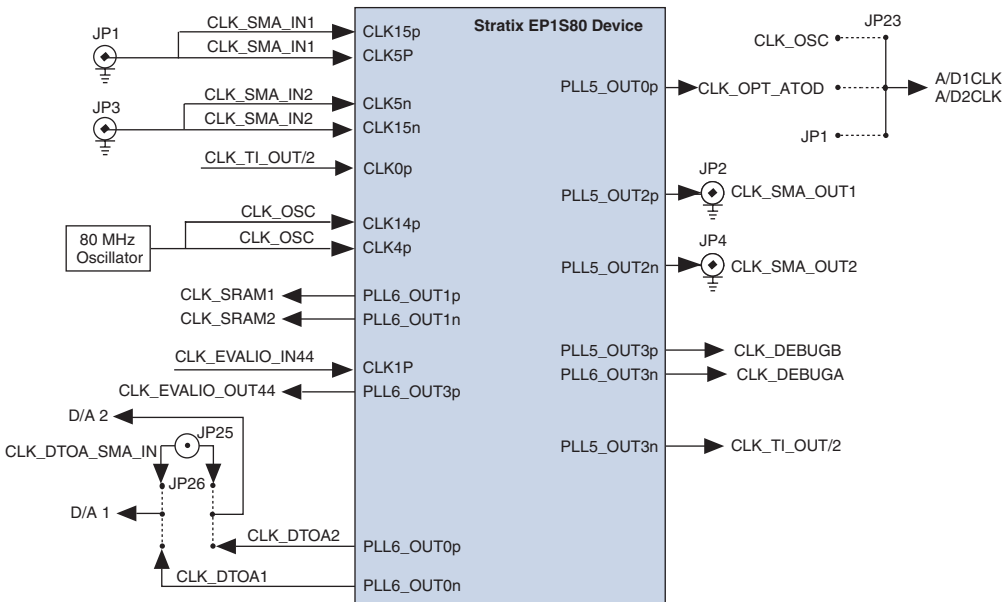 Stratix EP1S80 Device
JP1
CLK_SMA_IN1
CLK_SMA_IN1
CLK15p
CLK5P
JP3
CLK_SMA_IN2
CLK_SMA_IN2
CLK5n
CLK15n
CLK_TI_OUT/2
CLK0p
80 MHz
Oscillator
CLK_OSC
CLK_OSC
CLK14p
CLK4p
CLK_SRAM1
PLL6_OUT1p
CLK_SRAM2
PLL6_OUT1n
CLK_EVALIO_IN44
CLK1P
CLK_EVALIO_OUT44
PLL6_OUT3p
D/A 2
JP25
CLK_DTOA_SMA_IN
JP26
D/A 1
CLK_DTOA2
PLL6_OUT0p
CLK_DTOA1
PLL6_OUT0n
JP23
CLK_OSC
PLL5_OUT0p
CLK_OPT_ATOD
A/D1CLK
A/D2CLK
JP1
JP2
PLL5_OUT2p
CLK_SMA_OUT1
JP4
PLL5_OUT2n
CLK_SMA_OUT2
PLL5_OUT3p
CLK_DEBUGB
PLL6_OUT3n
CLK_DEBUGA
PLL5_OUT3n
CLK_TI_OUT/2